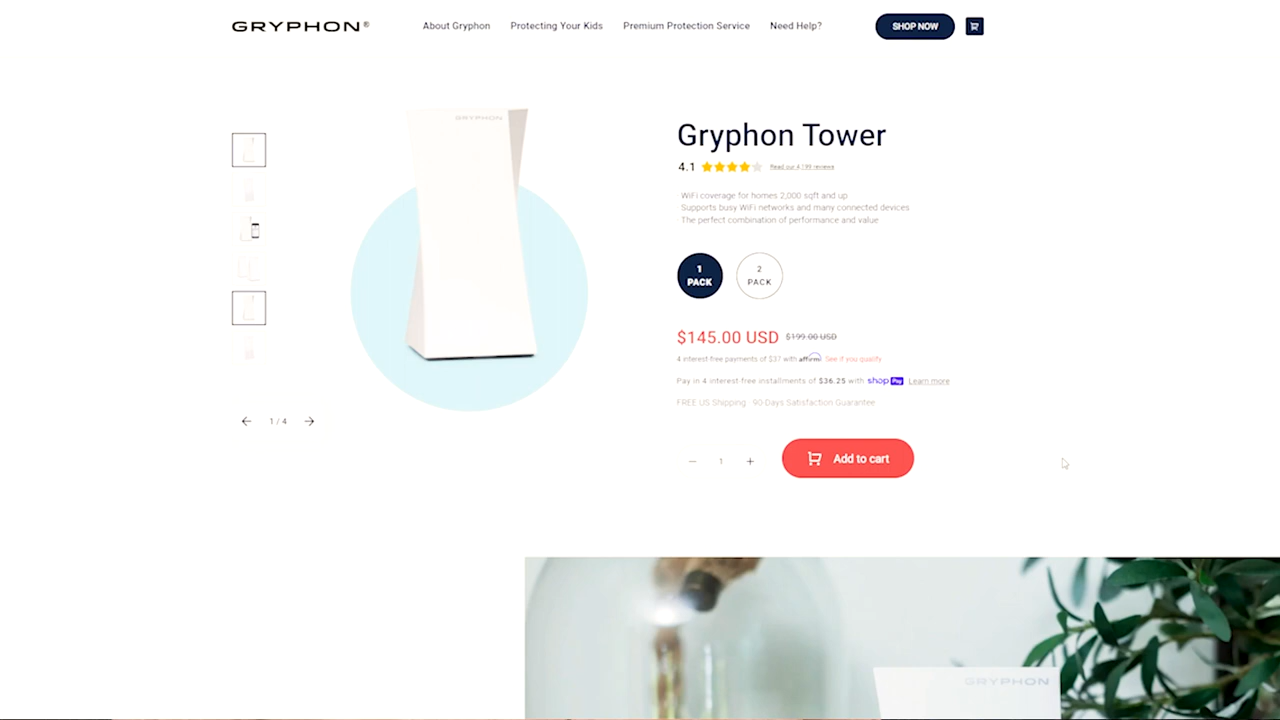 GRYPHON®
About Gryphon Protecting Your Kids Premium Protection Service Need Help?
SHOP NOW
GRYPHON
Gryphon Tower
4.1 Read our 4,199 reviews
WiFi coverage for homes 2,000 sqft and up
Supports busy WiFi networks and many connected devices
The perfect combination of performance and value
1 PACK
2 PACK
$145.00 USD $199.00 USD
4 interest-free payments of $37 with affirm See if you qualify
Pay in 4 interest free installments of $36.25 with shop Pay Learn more
FREE US Shipping 90 Days Satisfaction Guarantee
1 / 4
− 1 +
Add to cart
GRYPHON